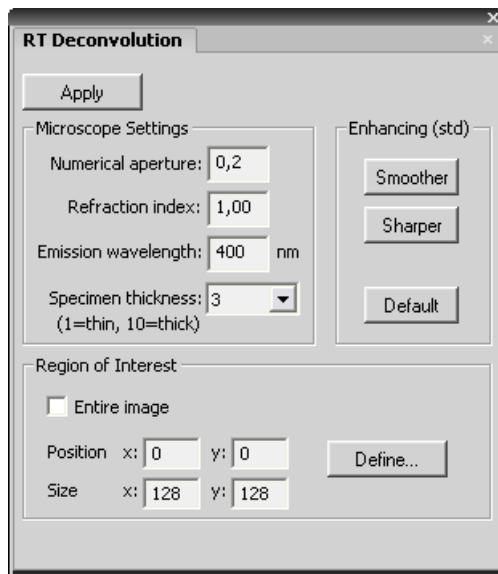 RT Deconvolution
Apply
Microscope Settings
Numerical aperture: 0,2
Refraction index: 1,00
Emission wavelength: 400 nm
Specimen thickness: 3
(1=thin, 10=thick)
Enhancing (std)
Smoother
Sharper
Default
Region of Interest
Entire image
Position x: 0 y: 0
Size x: 128 y: 128
Define...